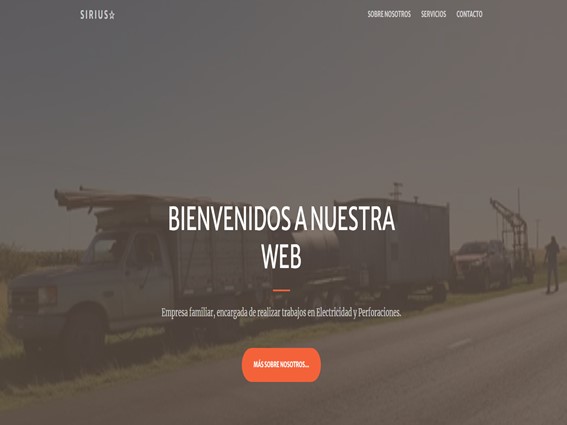 SIRIUS☆
SOBRE NOSOTROS SERVICIOS CONTACTO
BIENVENIDOS A NUESTRA
WEB
Empresa familiar, encargada de realizar trabajos en Electricidad y Perforaciones.
MÁS SOBRE NOSOTROS...